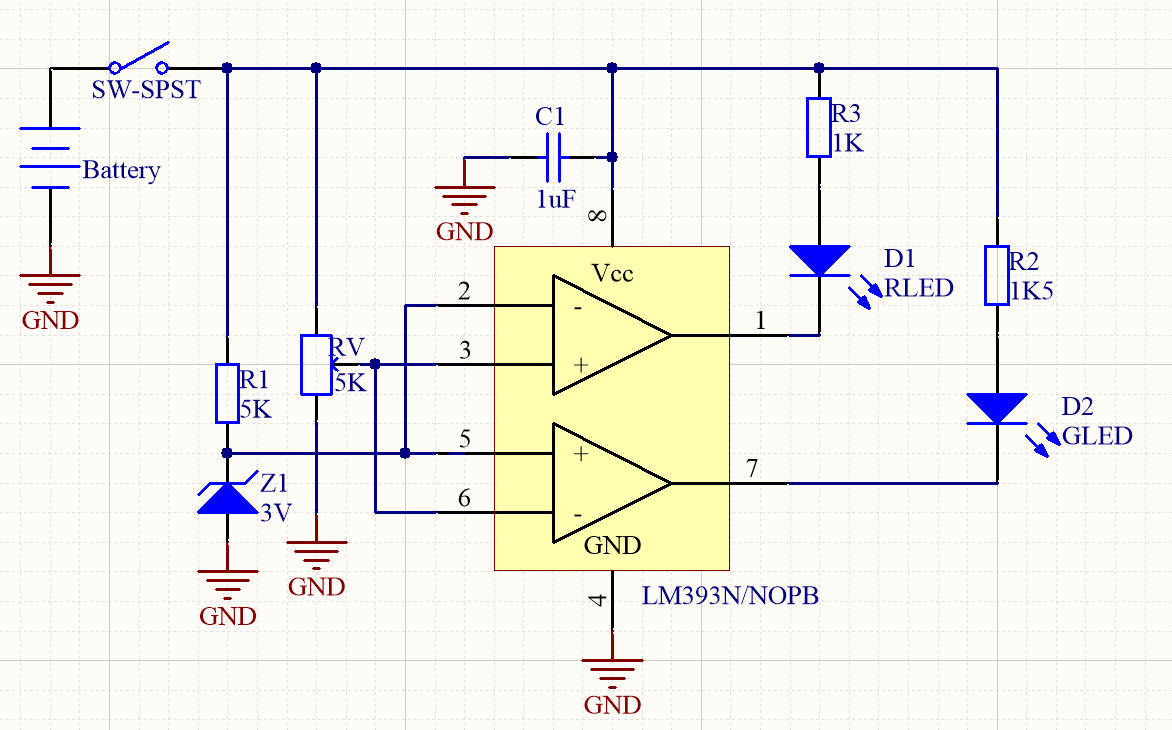 SW-SPST
Battery
GND
C1
1uF
GND
8
R3
1K
D1
RLED
R2
1K5
D2
GLED
Vcc
2
-
3
+
1
RV
5K
R1
5K
5
+
6
-
7
GND
Z1
3V
GND
GND
4
LM393N/NOPB
GND